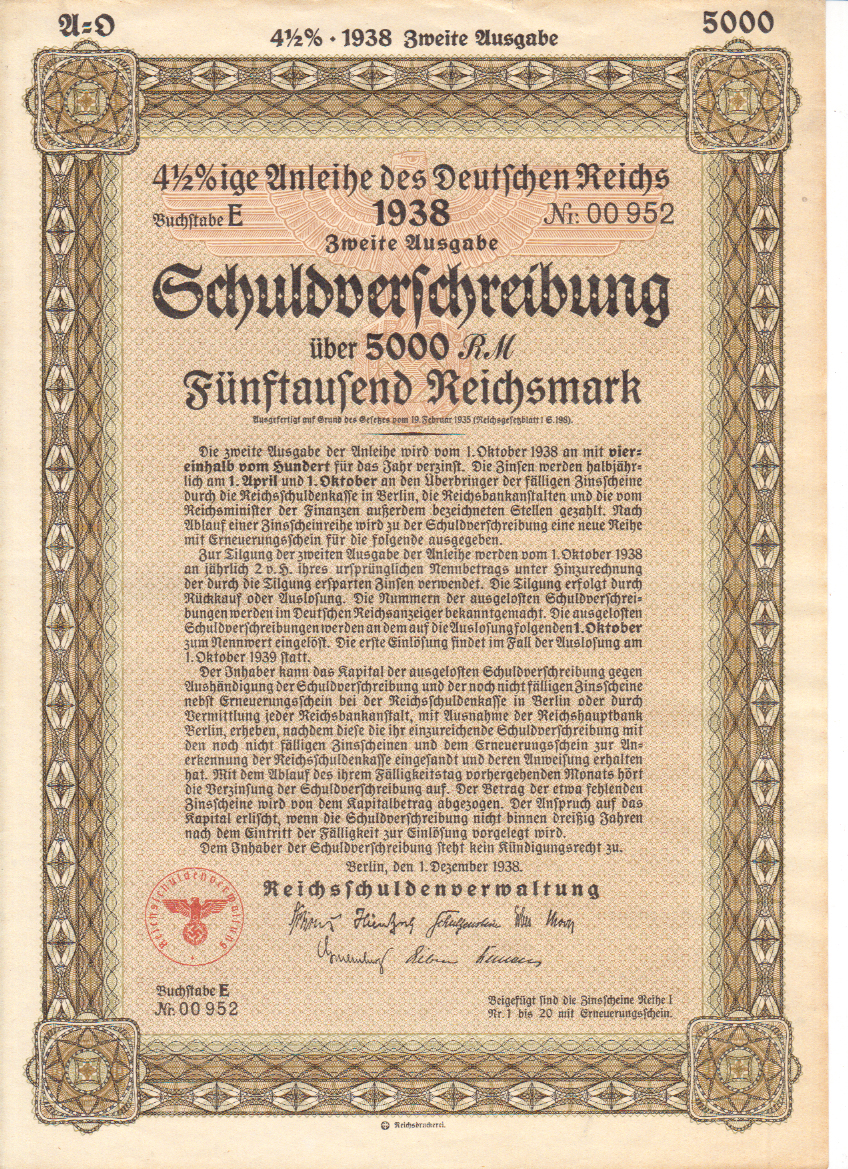 A=O
4½% · 1938 Zweite Ausgabe
5000
4½%ige Anleihe des Deutschen Reichs
Buchstabe E
1938
Nr: 00 952
Zweite Ausgabe
Schuldverschreibung
über 5000 RM
Fünftausend Reichsmark
Ausgefertigt auf Grund des Gesetzes vom 19. Februar 1935 (Reichsgesetzblatt I S. 196).
Die zweite Ausgabe der Anleihe wird vom 1. Oktober 1938 an mit vier=
einhalb vom Hundert für das Jahr verzinst. Die Zinsen werden halbjähr=
lich am 1. April und 1. Oktober an den Überbringer der fälligen Zinsscheine
durch die Reichsschuldenkasse in Berlin, die Reichsbankanstalten und die vom
Reichsminister der Finanzen außerdem bezeichneten Stellen gezahlt. Nach
Ablauf einer Zinsscheinreihe wird zu der Schuldverschreibung eine neue Reihe
mit Erneuerungsschein für die folgende ausgegeben.
Zur Tilgung der zweiten Ausgabe der Anleihe werden vom 1. Oktober 1938
an jährlich 2 v. H. ihres ursprünglichen Nennbetrags unter Hinzurechnung
der durch die Tilgung ersparten Zinsen verwendet. Die Tilgung erfolgt durch
Rückkauf oder Auslosung. Die Nummern der ausgelosten Schuldverschrei=
bungen werden im Deutschen Reichsanzeiger bekanntgemacht. Die ausgelosten
Schuldverschreibungen werden an dem auf die Auslosung folgenden 1. Oktober
zum Nennwert eingelöst. Die erste Einlösung findet im Fall der Auslosung am
1. Oktober 1939 statt.
Der Inhaber kann das Kapital der ausgelosten Schuldverschreibung gegen
Aushändigung der Schuldverschreibung und der noch nicht fälligen Zinsscheine
nebst Erneuerungsschein bei der Reichsschuldenkasse in Berlin oder durch
Vermittlung jeder Reichsbankanstalt, mit Ausnahme der Reichshauptbank
Berlin, erheben, nachdem diese die ihr einzureichende Schuldverschreibung mit
den noch nicht fälligen Zinsscheinen und dem Erneuerungsschein zur An=
erkennung der Reichsschuldenkasse eingesandt und deren Anweisung erhalten
hat. Mit dem Ablauf des ihrem Fälligkeitstag vorhergehenden Monats hört
die Verzinsung der Schuldverschreibung auf. Der Betrag der etwa fehlenden
Zinsscheine wird von dem Kapitalbetrag abgezogen. Der Anspruch auf das
Kapital erlischt, wenn die Schuldverschreibung nicht binnen dreißig Jahren
nach dem Eintritt der Fälligkeit zur Einlösung vorgelegt wird.
Dem Inhaber der Schuldverschreibung steht kein Kündigungsrecht zu.
Berlin, den 1. Dezember 1938.
Reichsschuldenverwaltung
Reichsschuldenverwaltung
Buchstabe E
Nr: 00 952
Beigefügt sind die Zinsscheine Reihe I
Nr. 1 bis 20 mit Erneuerungsschein.
Reichsdruckerei.